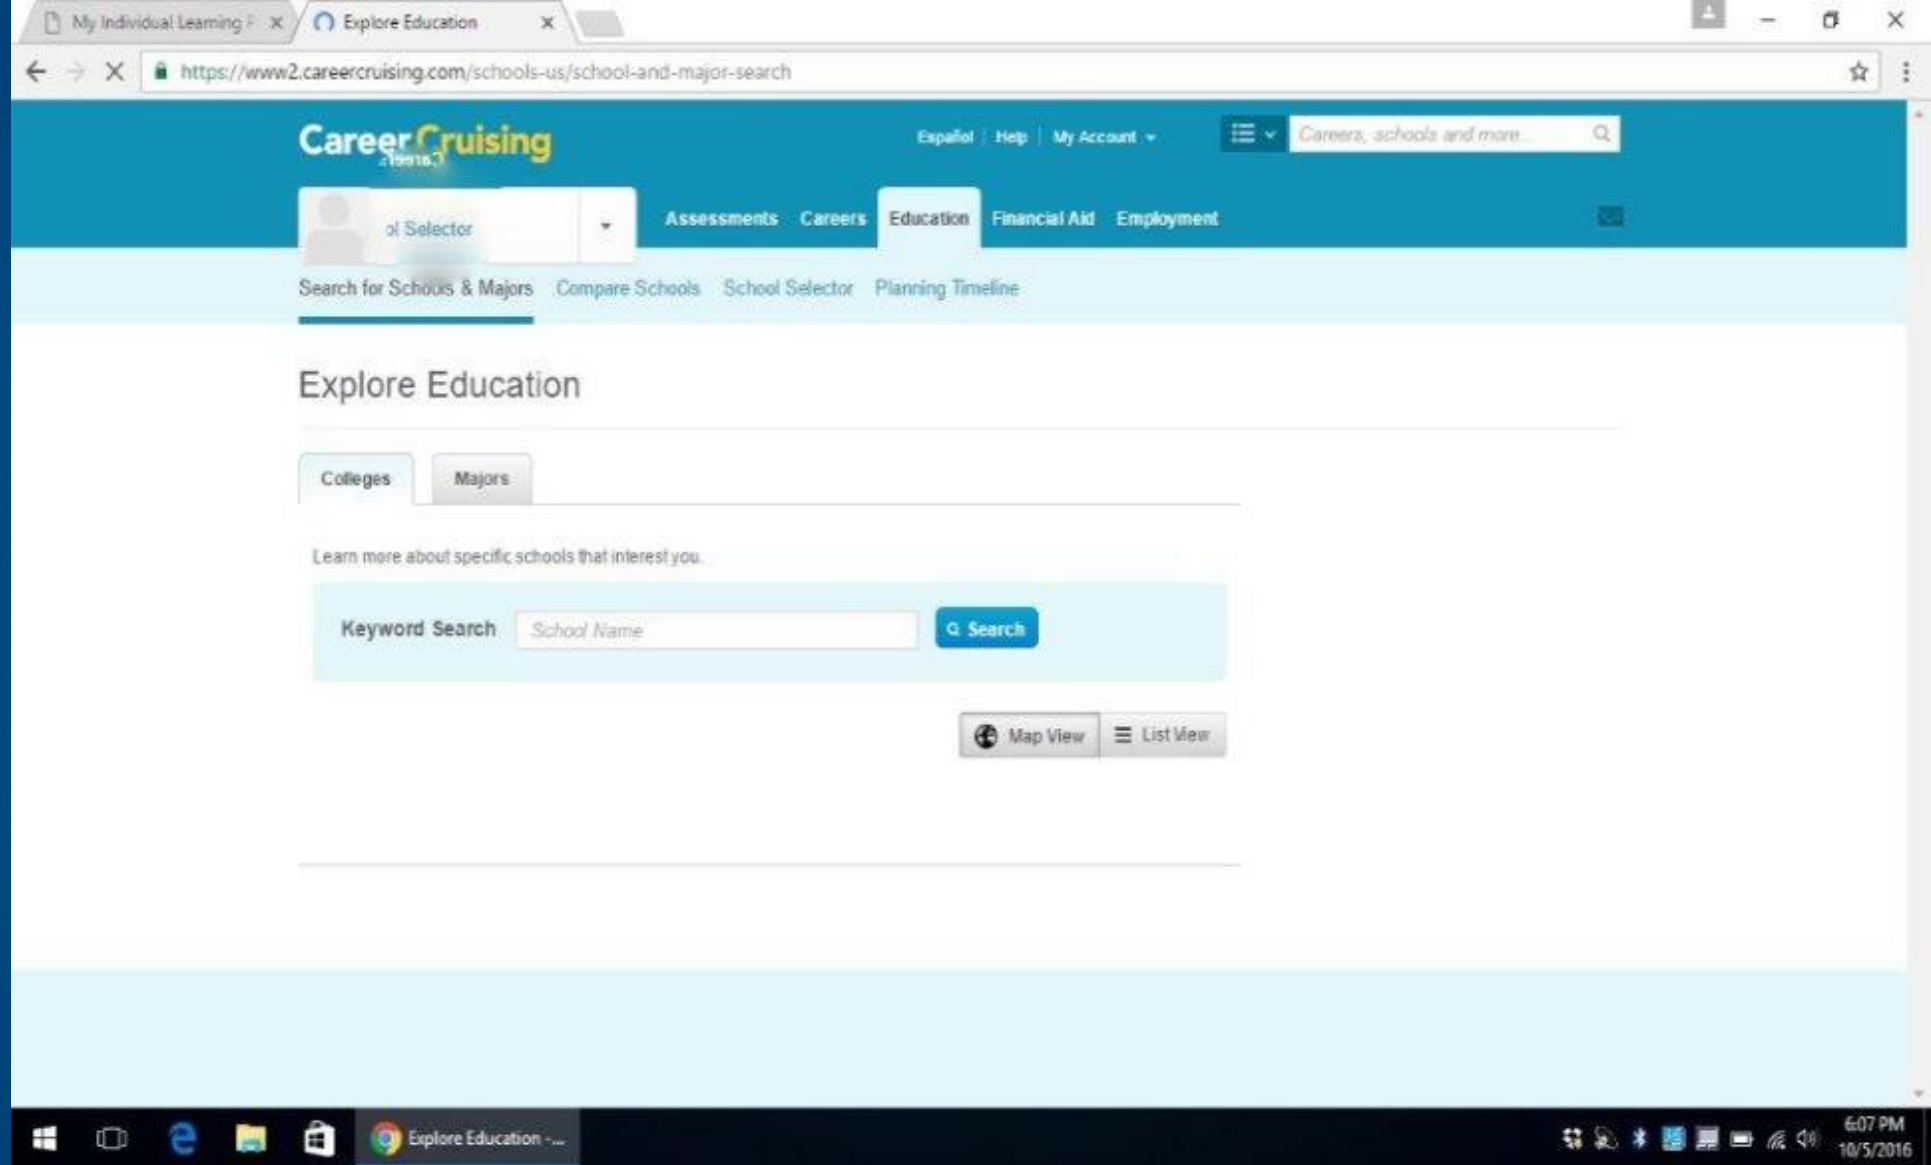 My Individual Learning P
Explore Education
https://www2.careercruising.com/schools-us/school-and-major-search
Career Cruising
Español Help My Account
Careers, schools and more...
ol Selector
Assessments Careers Education Financial Aid Employment
Search for Schools & Majors Compare Schools School Selector Planning Timeline
Explore Education
Colleges Majors
Learn more about specific schools that interest you.
Keyword Search School Name Search
Map View List View
Explore Education -...
6:07 PM
10/5/2016